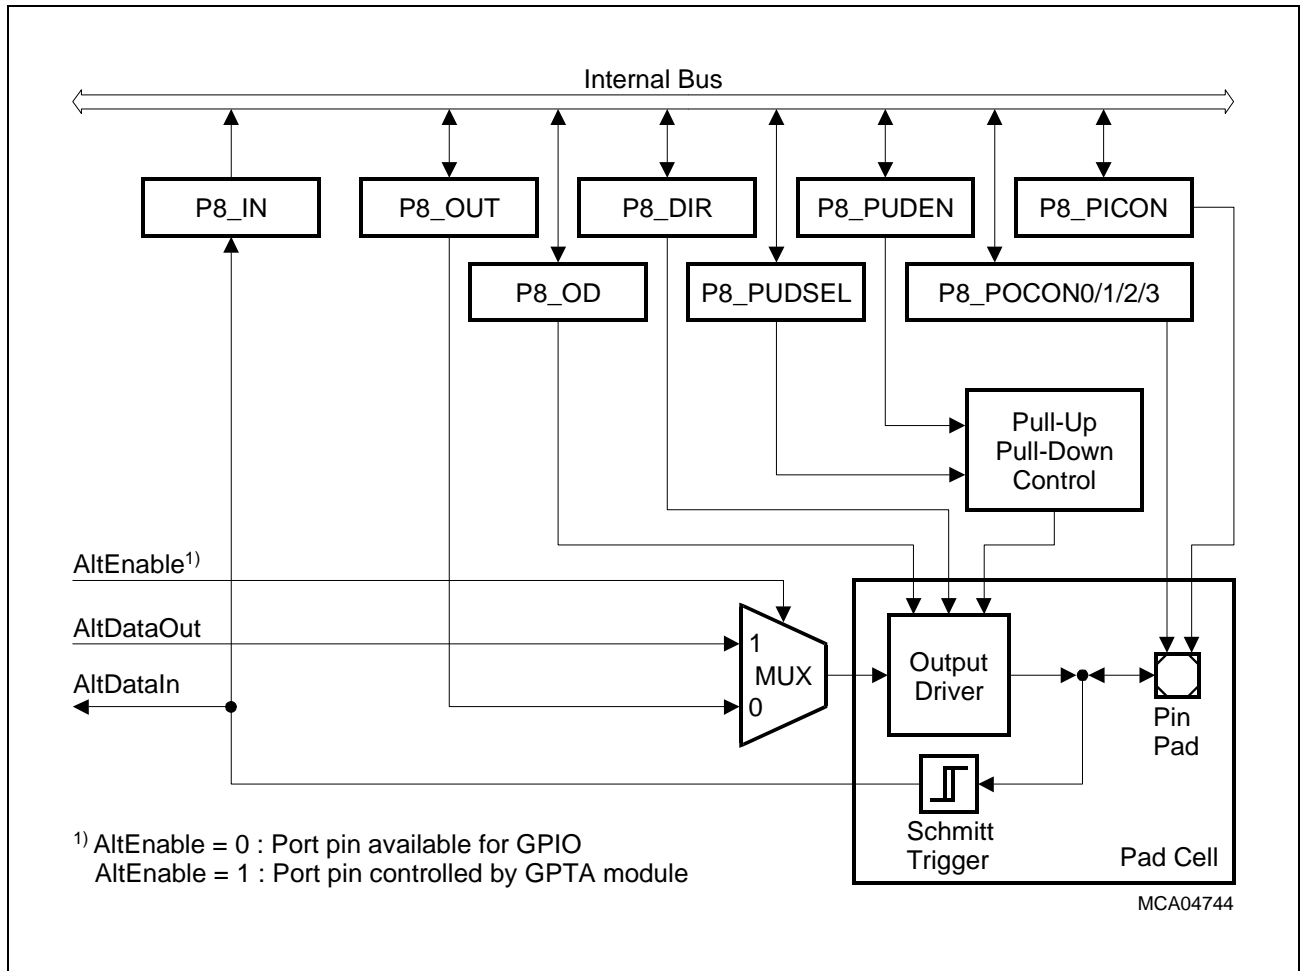 Internal Bus
P8_IN
P8_OUT
P8_DIR
P8_PUDEN
P8_PICON
P8_OD
P8_PUDSEL
P8_POCON0/1/2/3
Pull-Up
Pull-Down
Control
AltEnable1)
AltDataOut
AltDataIn
1
MUX
0
Output
Driver
Pin
Pad
Schmitt
Trigger
Pad Cell
1) AltEnable = 0 : Port pin available for GPIO
AltEnable = 1 : Port pin controlled by GPTA module
MCA04744